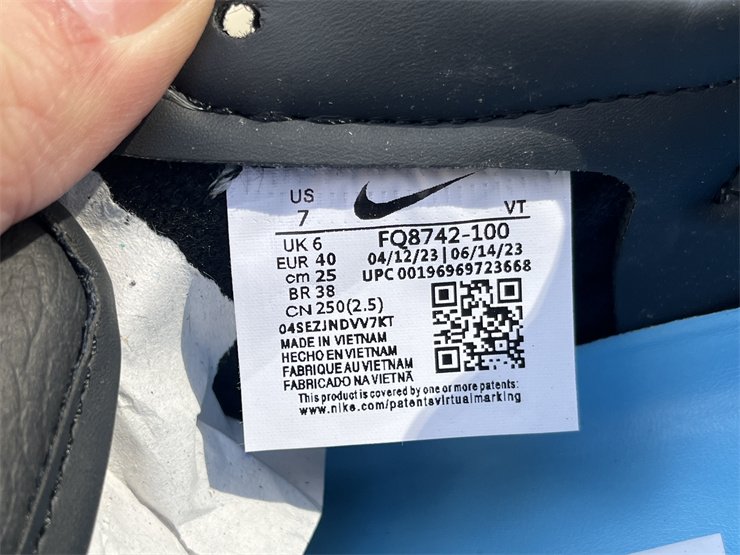 US
7
VT
UK 6
FQ8742-100
EUR 40
04/12/23 | 06/14/23
cm 25
UPC 00196969723668
BR 38
CN 250(2.5)
04SEZJNDVV7KT
MADE IN VIETNAM
HECHO EN VIETNAM
FABRIQUE AU VIETNAM
FABRICADO NA VIETNÃ
This product is covered by one or more patents:
www.nike.com/patentsvirtualmarking